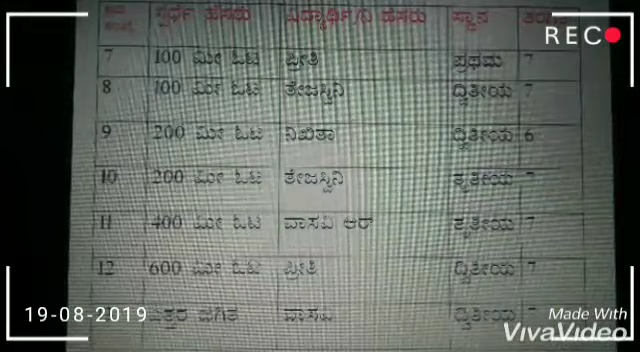 ಸ್ಪರ್ಧೆ ಹೆಸರು ವಿದ್ಯಾರ್ಥಿ/ನಿ ಹೆಸರು ಸ್ಥಾನ
REC
7 100 ಮೀ ಓಟ ಪ್ರೀತಿ ಪ್ರಥಮ 7
8 100 ಮೀ ಓಟ ತೇಜಸ್ವಿನಿ ದ್ವಿತೀಯ 7
9 200 ಮೀ ಓಟ ನಿಖಿತಾ ದ್ವಿತೀಯ 6
10 200 ಮೀ ಓಟ ತೇಜಸ್ವಿನಿ ತೃತೀಯ 7
11 400 ಮೀ ಓಟ ವಾಸವಿ ಆರ್ ತೃತೀಯ 7
12 600 ಮೀ ಓಟ ಪ್ರೀತಿ ದ್ವಿತೀಯ 7
ಎತ್ತರ ಜಿಗಿತ ವಾಸವಿ ದ್ವಿತೀಯ
19-08-2019
Made With
VivaVideo